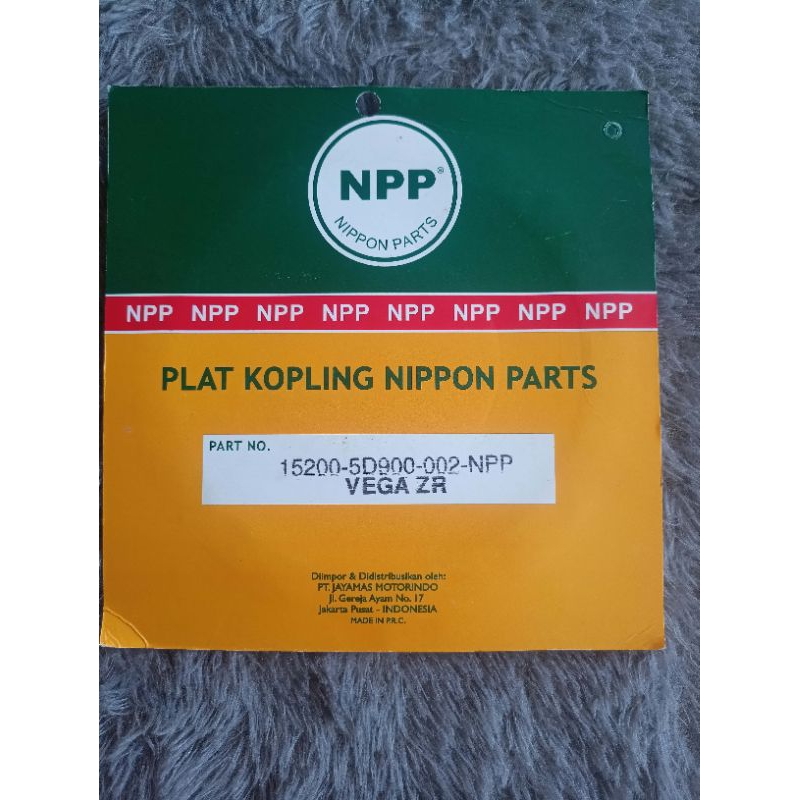 NPP®
NIPPON PARTS
NPP NPP NPP NPP NPP NPP NPP NPP
PLAT KOPLING NIPPON PARTS
PART NO.
15200-5D900-002-NPP
VEGA ZR
Diimpor & Didistribusikan oleh:
PT. JAYAMAS MOTORINDO
Jl. Gereja Ayam No. 17
Jakarta Pusat - INDONESIA
MADE IN P.R.C.